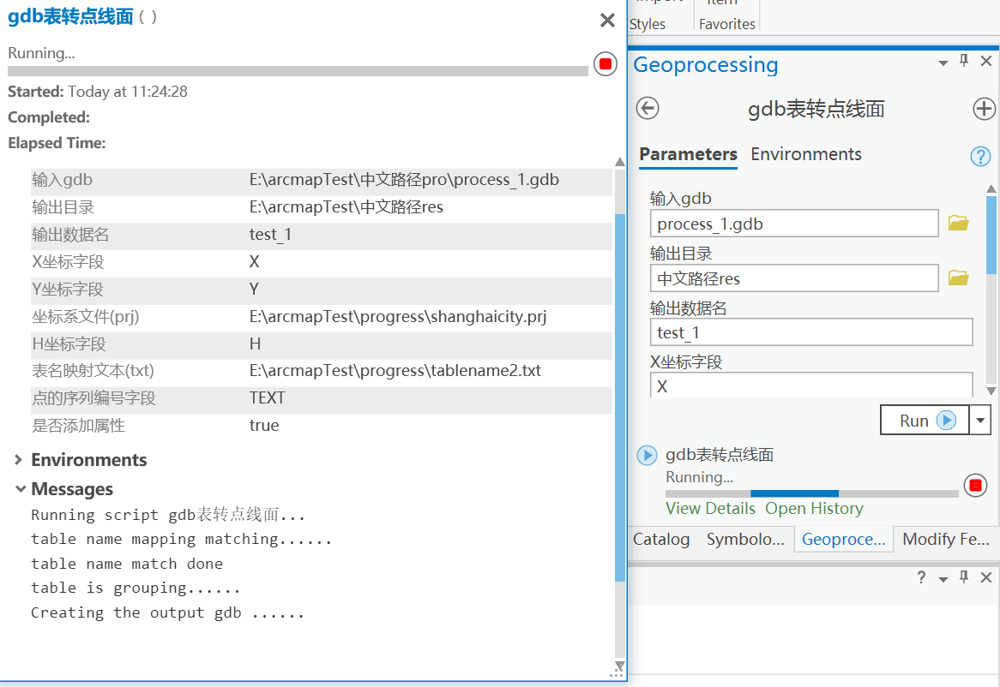 gdb表转点线面 ( )
Running...
Started: Today at 11:24:28
Completed:
Elapsed Time:
输入gdb E:\arcmapTest\中文路径pro\process_1.gdb
输出目录 E:\arcmapTest\中文路径res
输出数据名 test_1
X坐标字段 X
Y坐标字段 Y
坐标系文件(prj) E:\arcmapTest\progress\shanghaicity.prj
H坐标字段 H
表名映射文本(txt) E:\arcmapTest\progress\tablename2.txt
点的序列编号字段 TEXT
是否添加属性 true
Environments
Messages
Running script gdb表转点线面...
table name mapping matching......
table name match done
table is grouping......
Creating the output gdb ......
Styles
Item
Favorites
Geoprocessing
gdb表转点线面
Parameters Environments
?
输入gdb
process_1.gdb
输出目录
中文路径res
输出数据名
test_1
X坐标字段
X
Run
gdb表转点线面
Running...
View Details Open History
Catalog Symbolo... Geoproce... Modify Fe...
?